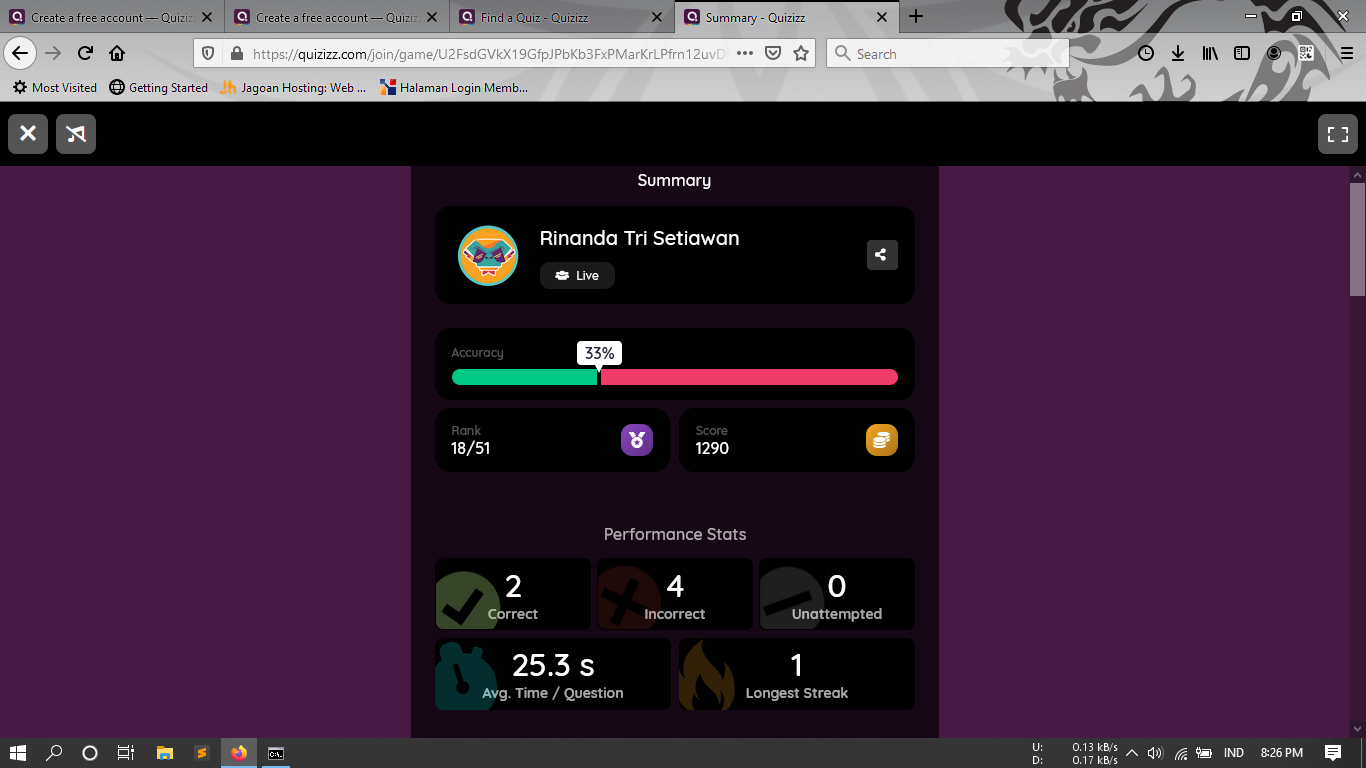 Create a free account — Quiziz
Create a free account — Quiziz
Find a Quiz - Quizizz
Summary - Quizizz
https://quizizz.com/join/game/U2FsdGVkX19GfpJPbKb3FxPMarKrLPfrn12uvD
Search
Most Visited
Getting Started
Jagoan Hosting: Web ...
Halaman Login Memb...
Summary
Rinanda Tri Setiawan
Live
Accuracy
33%
Rank
18/51
Score
1290
Performance Stats
2
Correct
4
Incorrect
0
Unattempted
25.3 s
Avg. Time / Question
1
Longest Streak
U: 0.13 kB/s
D: 0.17 kB/s
IND
8:26 PM